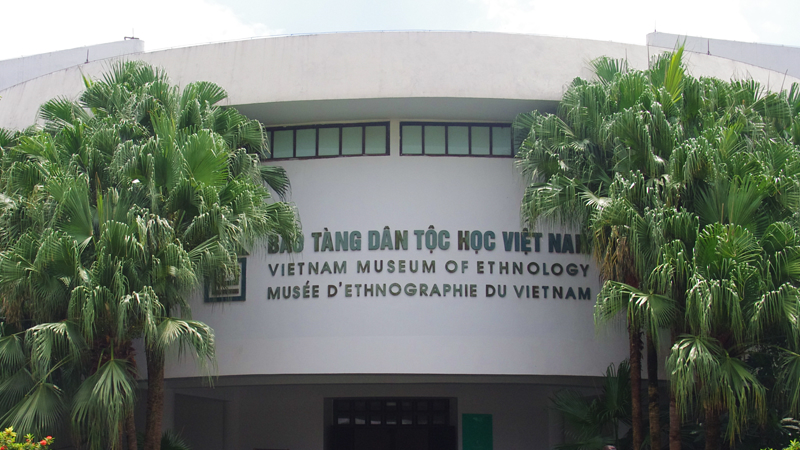 BẢO TÀNG DÂN TỘC HỌC VIỆT NAM
VIETNAM MUSEUM OF ETHNOLOGY
MUSÉE D'ETHNOGRAPHIE DU VIETNAM